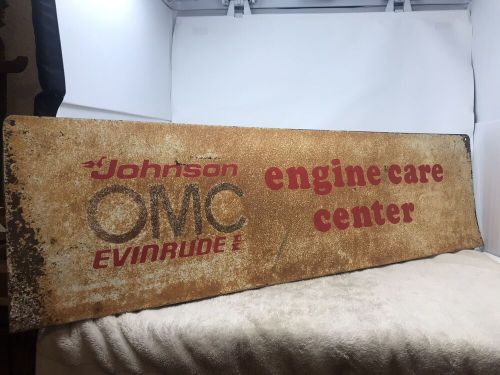 Johnson
OMC
EVINRUDE
engine care
center